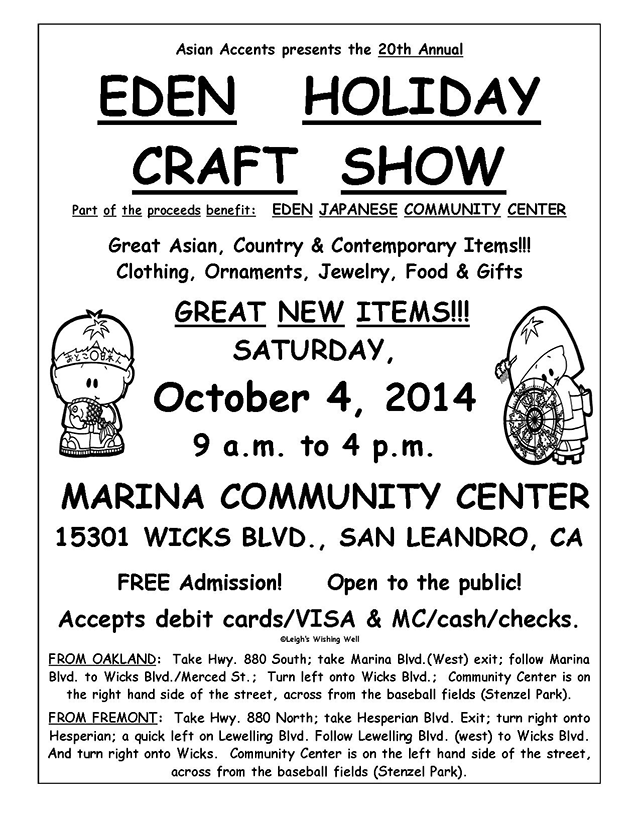 Asian Accents presents the 20th Annual
EDEN HOLIDAY
CRAFT SHOW
Part of the proceeds benefit: EDEN JAPANESE COMMUNITY CENTER
Great Asian, Country & Contemporary Items!!!
Clothing, Ornaments, Jewelry, Food & Gifts
GREAT NEW ITEMS!!!
SATURDAY,
October 4, 2014
9 a.m. to 4 p.m.
MARINA COMMUNITY CENTER
15301 WICKS BLVD., SAN LEANDRO, CA
FREE Admission! Open to the public!
Accepts debit cards/VISA & MC/cash/checks.
©Leigh's Wishing Well
FROM OAKLAND: Take Hwy. 880 South; take Marina Blvd.(West) exit; follow Marina
Blvd. to Wicks Blvd./Merced St.; Turn left onto Wicks Blvd.; Community Center is on
the right hand side of the street, across from the baseball fields (Stenzel Park).
FROM FREMONT: Take Hwy. 880 North; take Hesperian Blvd. Exit; turn right onto
Hesperian; a quick left on Lewelling Blvd. Follow Lewelling Blvd. (west) to Wicks Blvd.
And turn right onto Wicks. Community Center is on the left hand side of the street,
across from the baseball fields (Stenzel Park).